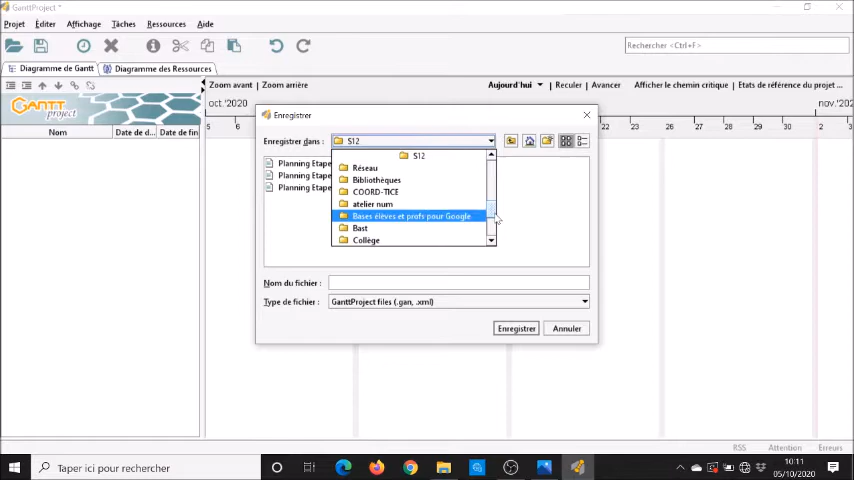 GanttProject *
Projet Éditer Affichage Tâches Ressources Aide
Rechercher <Ctrl+F>
Diagramme de Gantt Diagramme des Ressources
Zoom avant | Zoom arrière Aujourd'hui | Reculer | Avancer Afficher le chemin critique | Etats de référence du projet ...
GANTT project
oct. '2020 nov.'2020
Nom Date de d... Date de fin
5 6 22 23 26 27 28 29 30 2 3
Enregistrer
Enregistrer dans : S12
Planning Etape
Planning Etape
Planning Etape
S12
Réseau
Bibliothèques
COORD-TICE
atelier num
Bases élèves et profs pour Google
Bast
Collège
Nom du fichier :
Type de fichier : GanttProject files (.gan, .xml)
Enregistrer Annuler
RSS Attention Erreurs
Taper ici pour rechercher
10:11
05/10/2020